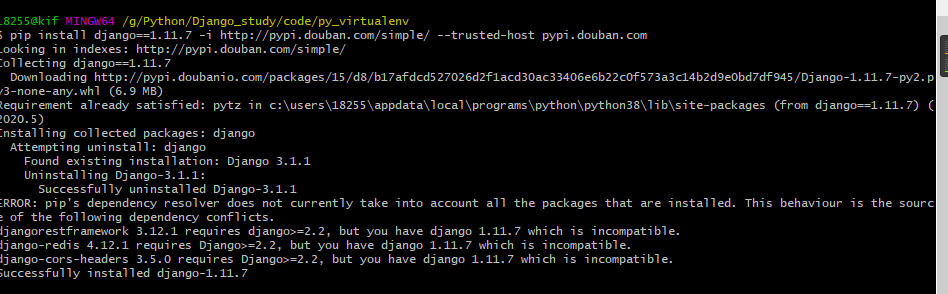 18255@kif MINGW64 /g/Python/Django_study/code/py_virtualenv
$ pip install django==1.11.7 -i http://pypi.douban.com/simple/ --trusted-host pypi.douban.com
Looking in indexes: http://pypi.douban.com/simple/
Collecting django==1.11.7
  Downloading http://pypi.doubanio.com/packages/15/d8/b17afdcd527026d2f1acd30ac33406e6b22c0f573a3c14b2d9e0bd7df945/Django-1.11.7-py2.p
y3-none-any.whl (6.9 MB)
Requirement already satisfied: pytz in c:\users\18255\appdata\local\programs\python\python38\lib\site-packages (from django==1.11.7) (
2020.5)
Installing collected packages: django
  Attempting uninstall: django
    Found existing installation: Django 3.1.1
    Uninstalling Django-3.1.1:
      Successfully uninstalled Django-3.1.1
ERROR: pip's dependency resolver does not currently take into account all the packages that are installed. This behaviour is the sourc
e of the following dependency conflicts.
djangorestframework 3.12.1 requires django>=2.2, but you have django 1.11.7 which is incompatible.
django-redis 4.12.1 requires Django>=2.2, but you have django 1.11.7 which is incompatible.
django-cors-headers 3.5.0 requires Django>=2.2, but you have django 1.11.7 which is incompatible.
Successfully installed django-1.11.7